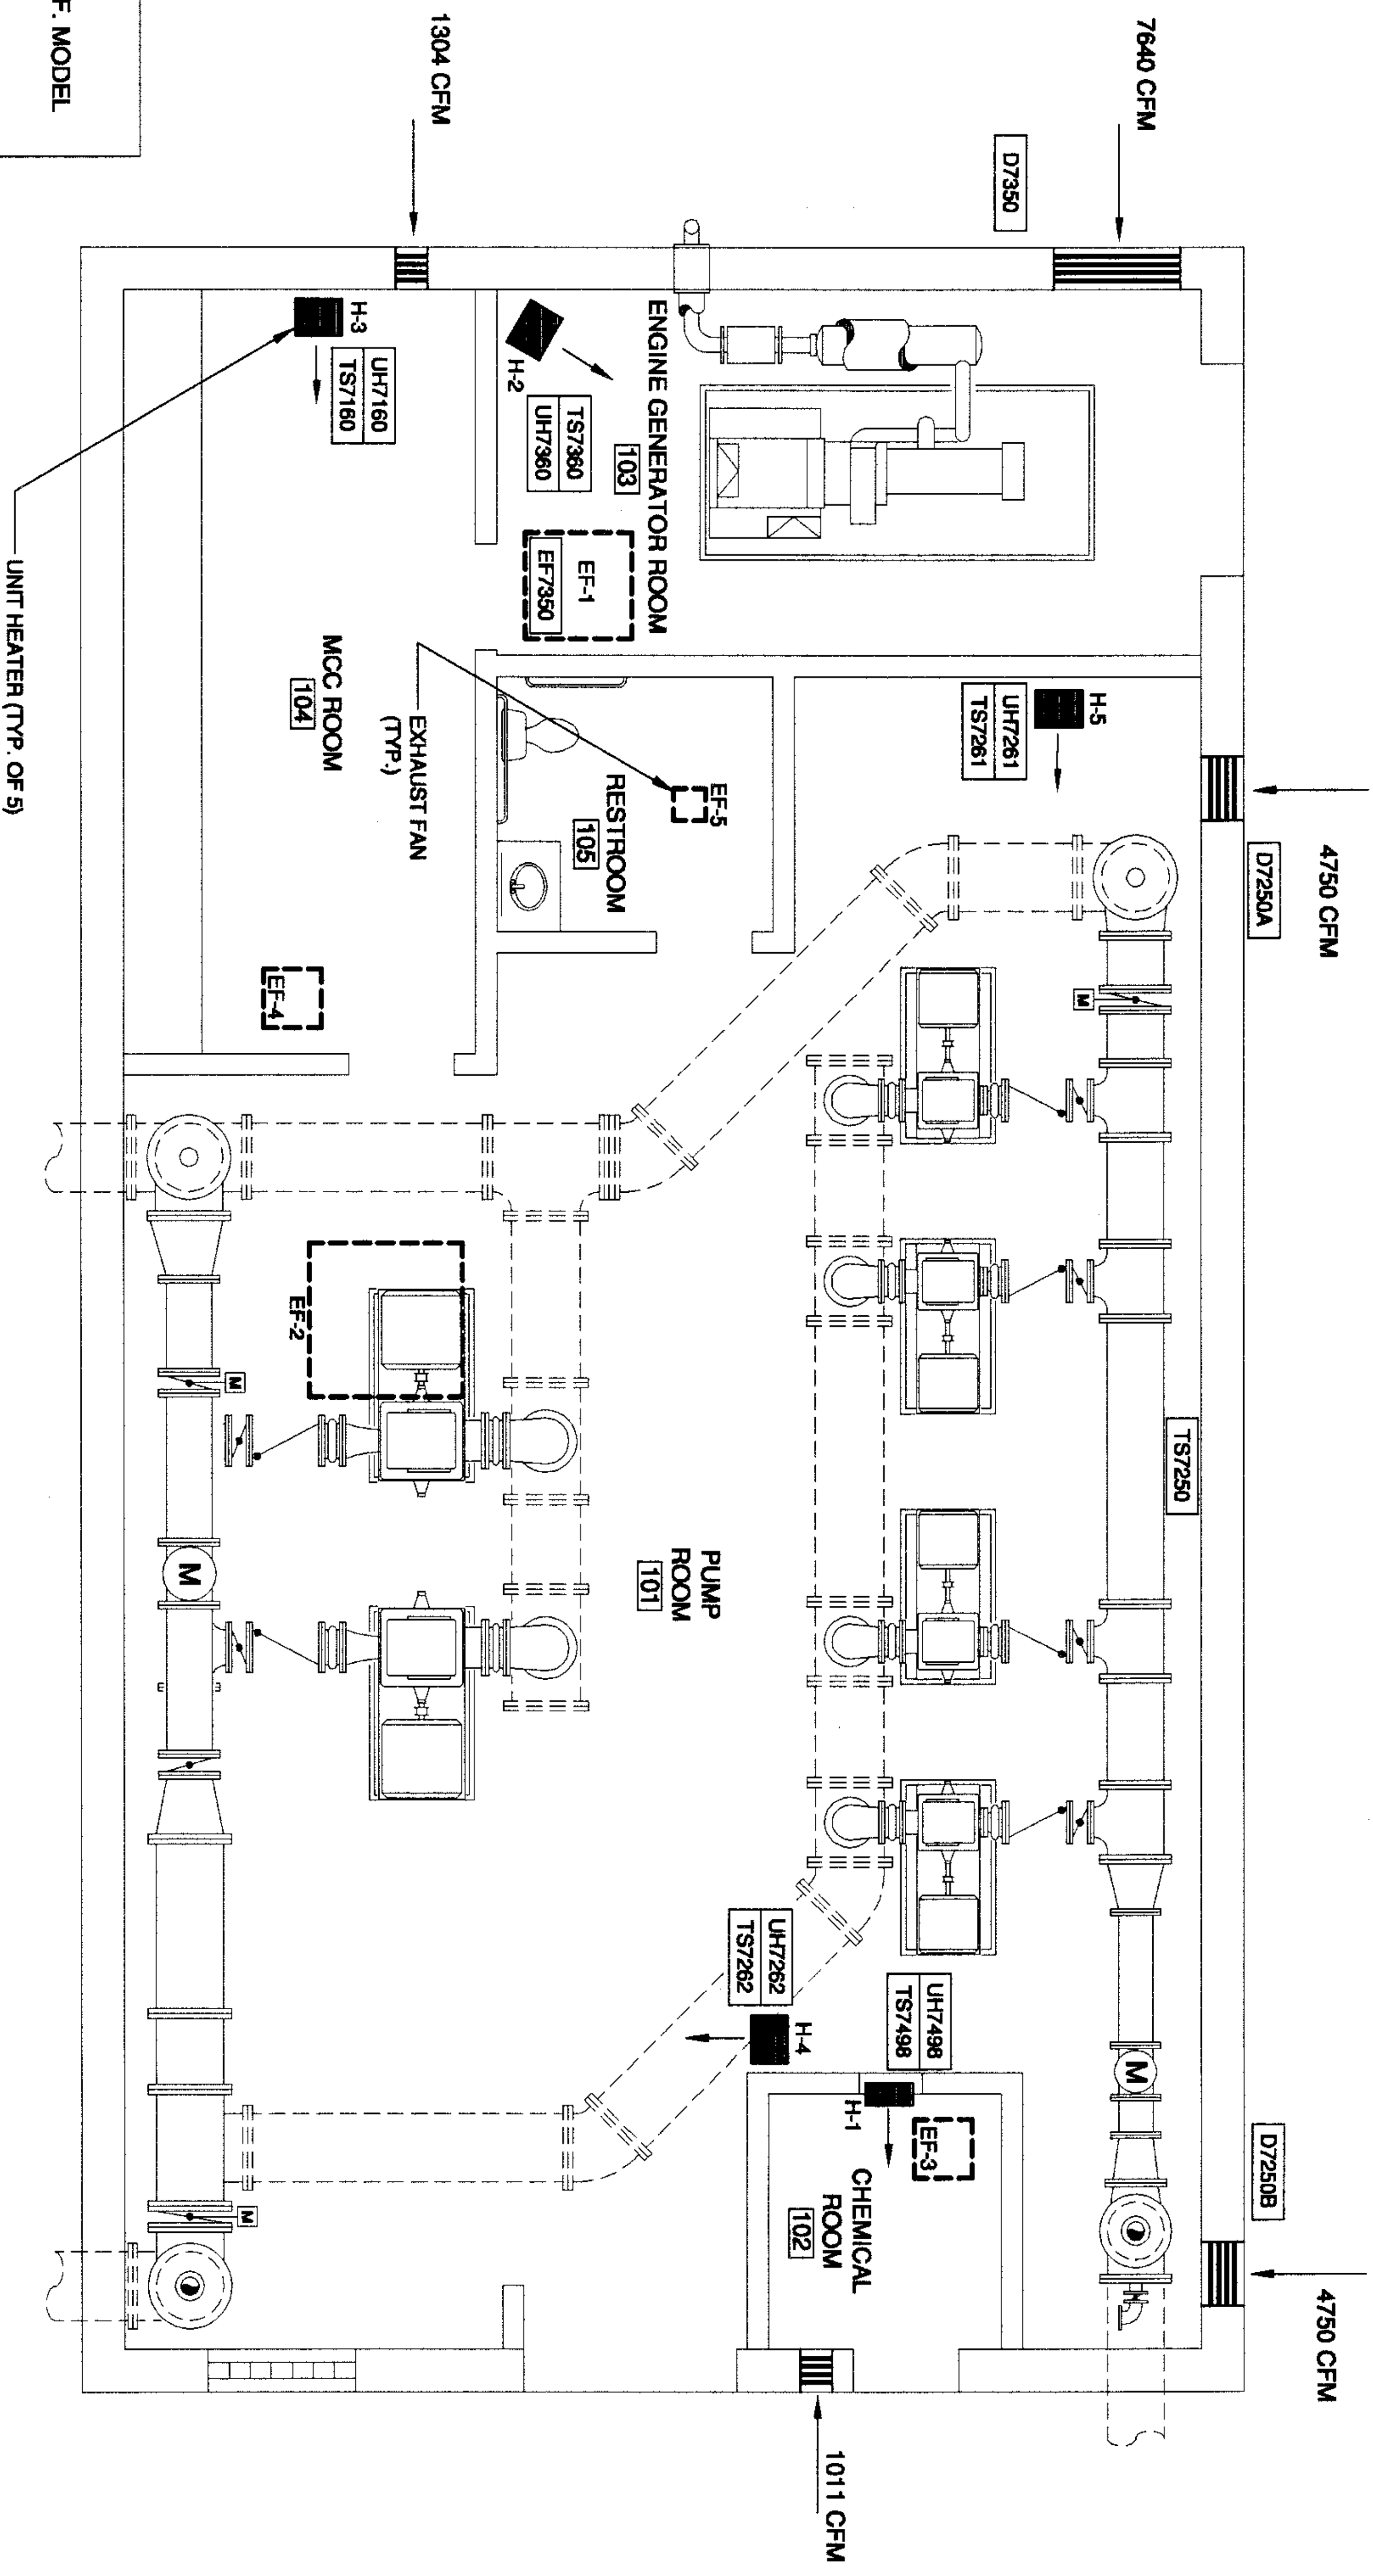 4750 CFM
4750 CFM
D7250A
D7250B
TS7250
7640 CFM
M
H-5
M
D7350
UH7261
TS7261
UH7498
TS7498
EF-3
H-1
CHEMICAL
ROOM
102
1011 CFM
H-4
UH7262
TS7262
EF-5
PUMP
ROOM
101
ENGINE GENERATOR ROOM
103
RESTROOM
105
EF-1
EF7350
TS7360
UH7360
H-2
1304 CFM
EXHAUST FAN
(TYP.)
UH7160
TS7160
H-3
MCC ROOM
104
EF-2
EF-4
M
M
M
F. MODEL
UNIT HEATER (TYP. OF 5)